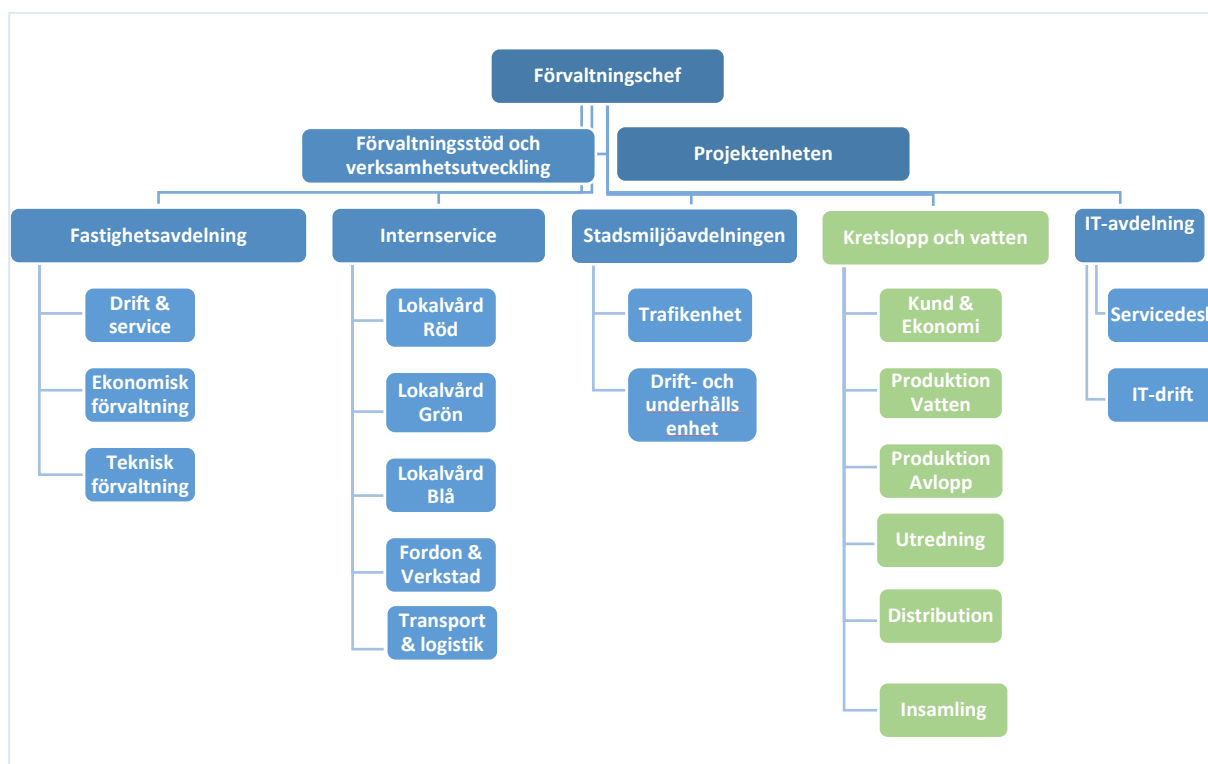 Förvaltningschef
Förvaltningsstöd och
verksamhetsutveckling
Projektenheten
Fastighetsavdelning
Internservice
Stadsmiljöavdelningen
Kretslopp och vatten
IT-avdelning
Drift &
service
Ekonomisk
förvaltning
Teknisk
förvaltning
Lokalvård
Röd
Lokalvård
Grön
Lokalvård
Blå
Fordon &
Verkstad
Transport
& logistik
Trafikenhet
Drift- och
underhålls
enhet
Kund &
Ekonomi
Produktion
Vatten
Produktion
Avlopp
Utredning
Distribution
Insamling
Servicedesk
IT-drift